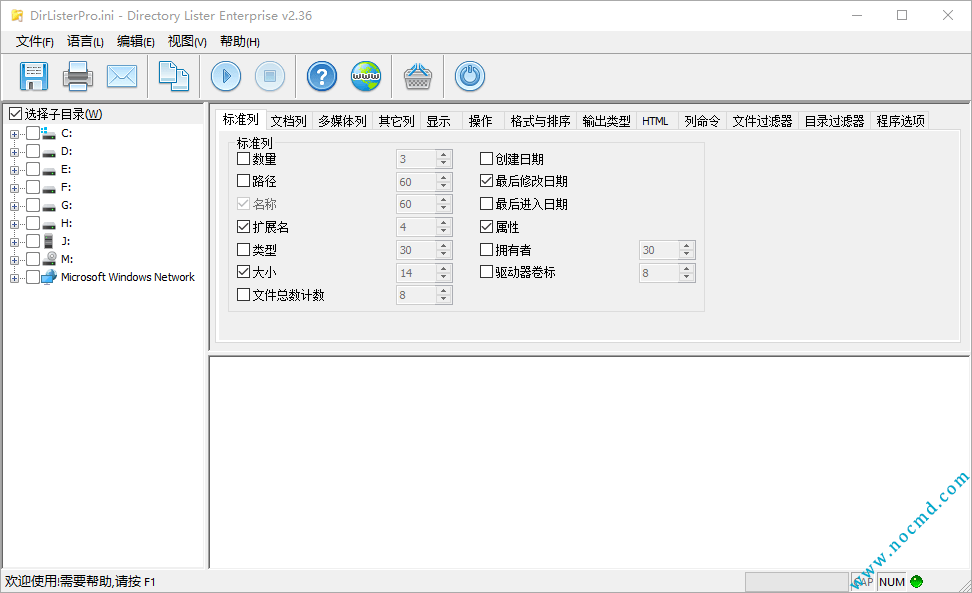 DirListerPro.ini - Directory Lister Enterprise v2.36
文件(F) 语言(L) 编辑(E) 视图(V) 帮助(H)
www
选择子目录(W)
C:
D:
E:
F:
G:
H:
J:
M:
Microsoft Windows Network
标准列 文档列 多媒体列 其它列 显示 操作 格式与排序 输出类型 HTML 列命令 文件过滤器 目录过滤器 程序选项
标准列
数量 3 创建日期
路径 60 最后修改日期
名称 60 最后进入日期
扩展名 4 属性
类型 30 拥有者 30
大小 14 驱动器卷标 8
文件总数计数 8
www.nocmd.com
欢迎使用!需要帮助,请按 F1
NUM